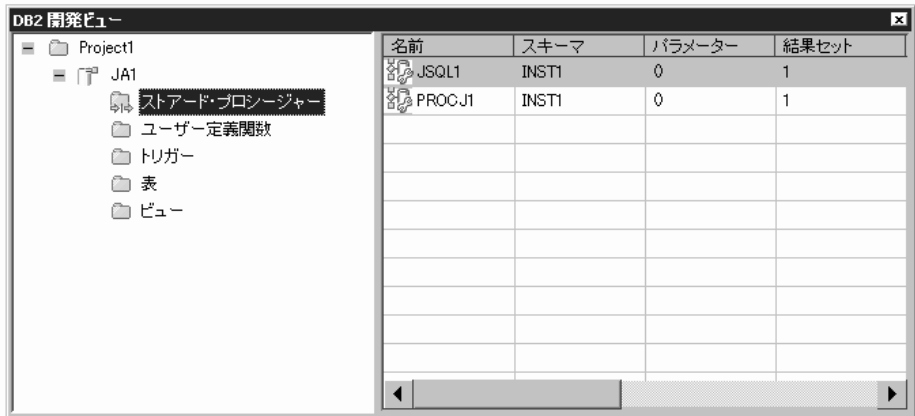 DB2 開発ビュー
Project1
JA1
ストアード・プロシージャー
ユーザー定義関数
トリガー
表
ビュー
名前 スキーマ パラメーター 結果セット
JSQL1 INST1 0 1
PROCJ1 INST1 0 1